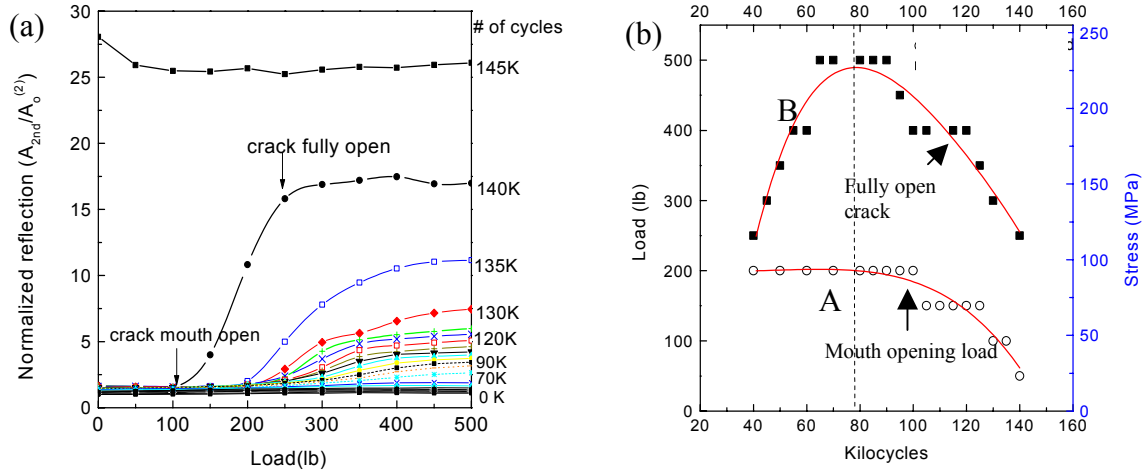 (a)
# of cycles
Normalized reflection (A2nd/Ao(2))
30
25
20
15
10
5
0
145K
crack fully open
140K
135K
130K
120K
90K
70K
0 K
crack mouth open
0 100 200 300 400 500
Load(lb)
(b)
20 40 60 80 100 120 140 160
Load (lb)
500
400
300
200
100
0
B
Fully open
crack
A
Mouth opening load
250
200
150
100
50
0
Stress (MPa)
20 40 60 80 100 120 140 160
Kilocycles